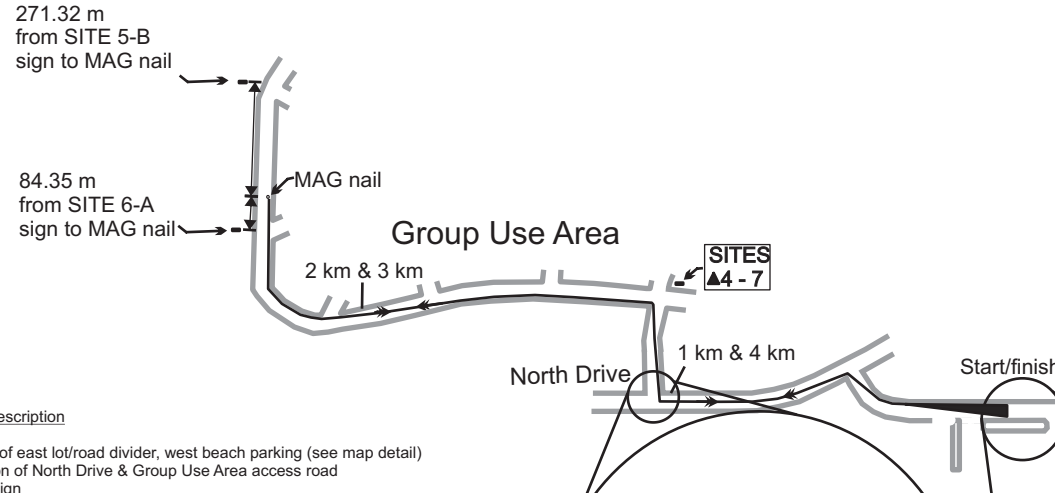 271.32 m
from SITE 5-B
sign to MAG nail
84.35 m
from SITE 6-A
sign to MAG nail
MAG nail
Group Use Area
2 km & 3 km
SITES
▲4 - 7
North Drive
1 km & 4 km
Start/finish
escription
of east lot/road divider, west beach parking (see map detail)
on of North Drive & Group Use Area access road
ign